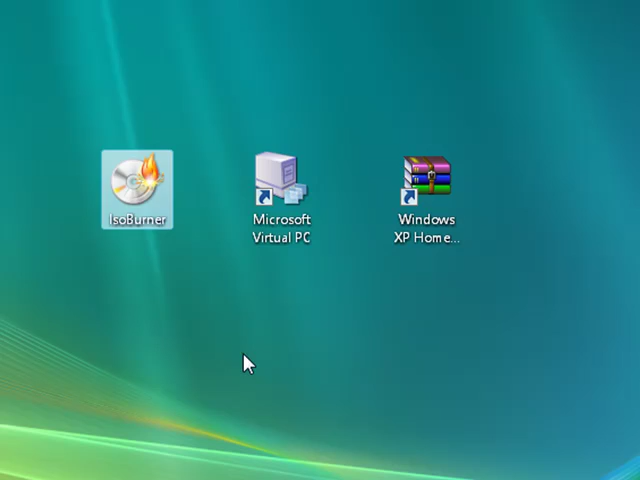 IsoBurner
Microsoft
Virtual PC
Windows
XP Home...